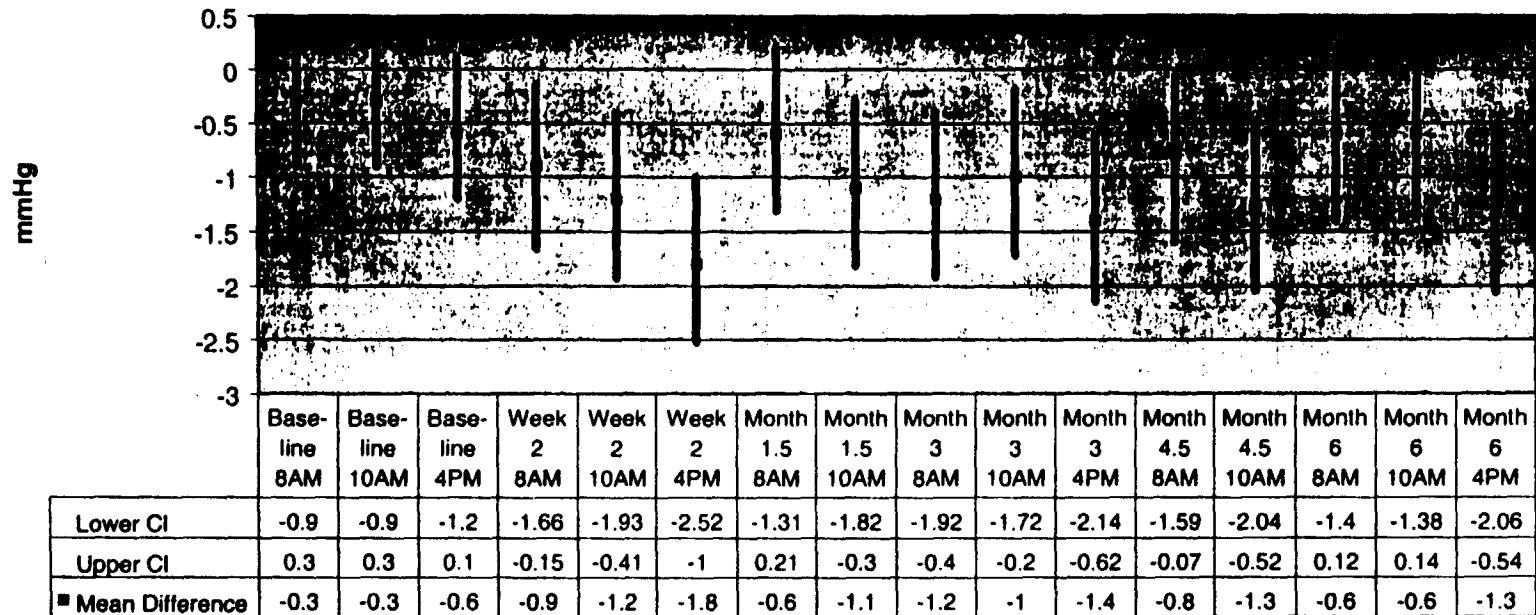 mmHg
0.5
0
-0.5
-1
-1.5
-2
-2.5
-3
Base-line 8AM Base-line 10AM Base-line 4PM Week 2 8AM Week 2 10AM Week 2 4PM Month 1.5 8AM Month 1.5 10AM Month 3 8AM Month 3 10AM Month 3 4PM Month 4.5 8AM Month 4.5 10AM Month 6 8AM Month 6 10AM Month 6 4PM
Lower CI -0.9 -0.9 -1.2 -1.66 -1.93 -2.52 -1.31 -1.82 -1.92 -1.72 -2.14 -1.59 -2.04 -1.4 -1.38 -2.06
Upper CI 0.3 0.3 0.1 -0.15 -0.41 -1 0.21 -0.3 -0.4 -0.2 -0.62 -0.07 -0.52 0.12 0.14 -0.54
Mean Difference -0.3 -0.3 -0.6 -0.9 -1.2 -1.8 -0.6 -1.1 -1.2 -1 -1.4 -0.8 -1.3 -0.6 -0.6 -1.3